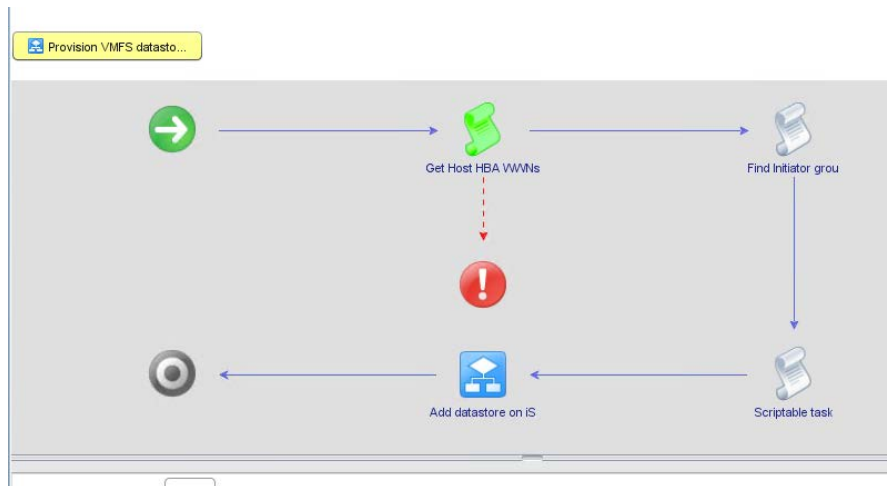 Provision VMFS datasto...
Get Host HBA WWNs
Find Initiator grou
Add datastore on iS
Scriptable task